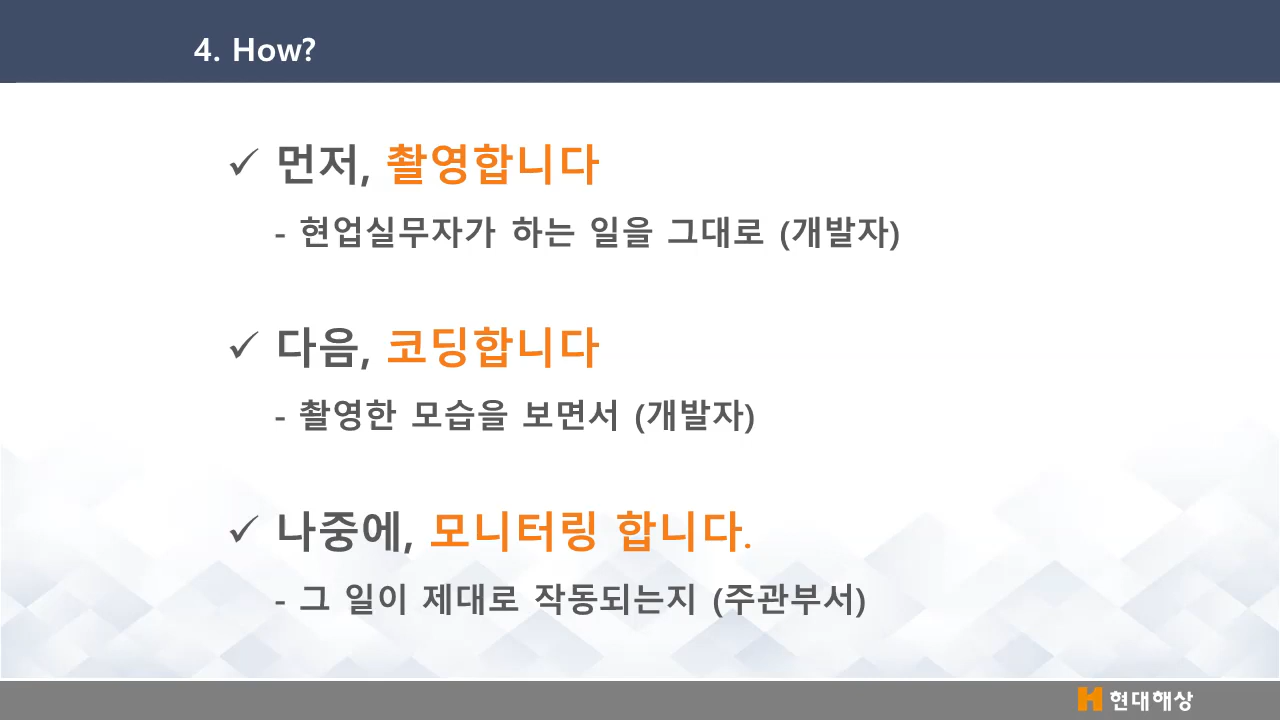 4. How?
✓ 먼저, 촬영합니다
- 현업실무자가 하는 일을 그대로 (개발자)
✓ 다음, 코딩합니다
- 촬영한 모습을 보면서 (개발자)
✓ 나중에, 모니터링 합니다.
- 그 일이 제대로 작동되는지 (주관부서)
현대해상